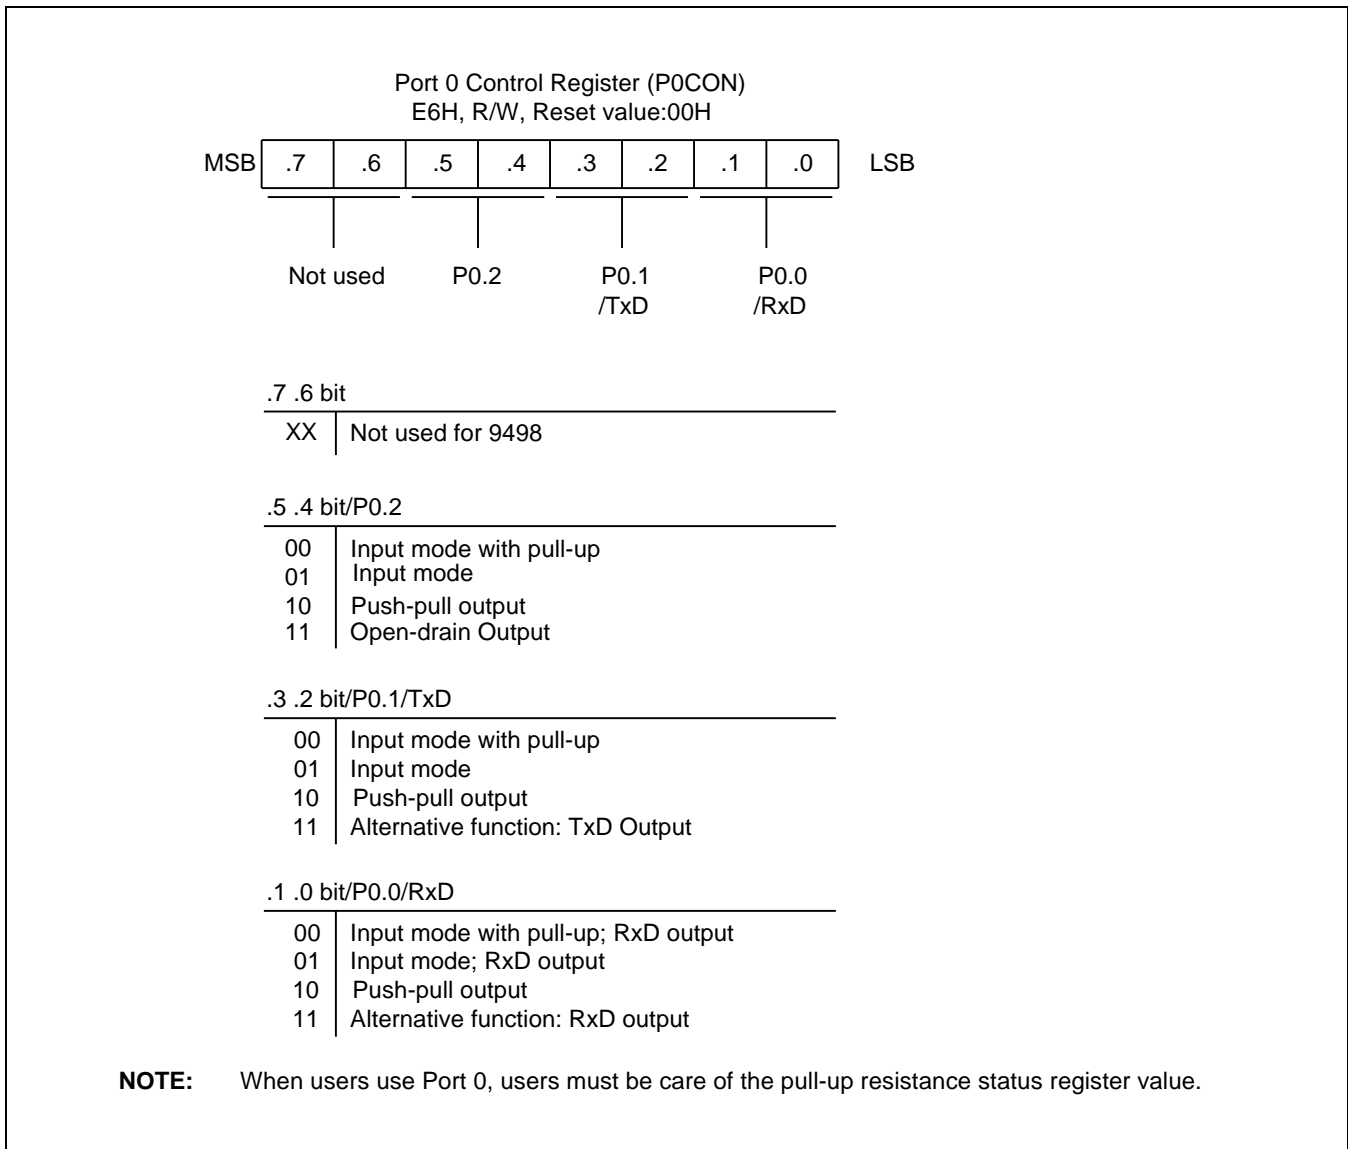 Port 0 Control Register (P0CON)
E6H, R/W, Reset value:00H
MSB .7 .6 .5 .4 .3 .2 .1 .0 LSB
Not used P0.2 P0.1 P0.0
/TxD /RxD
.7 .6 bit
XX Not used for 9498
.5 .4 bit/P0.2
00 Input mode with pull-up
01 Input mode
10 Push-pull output
11 Open-drain Output
.3 .2 bit/P0.1/TxD
00 Input mode with pull-up
01 Input mode
10 Push-pull output
11 Alternative function: TxD Output
.1 .0 bit/P0.0/RxD
00 Input mode with pull-up; RxD output
01 Input mode; RxD output
10 Push-pull output
11 Alternative function: RxD output
NOTE: When users use Port 0, users must be care of the pull-up resistance status register value.